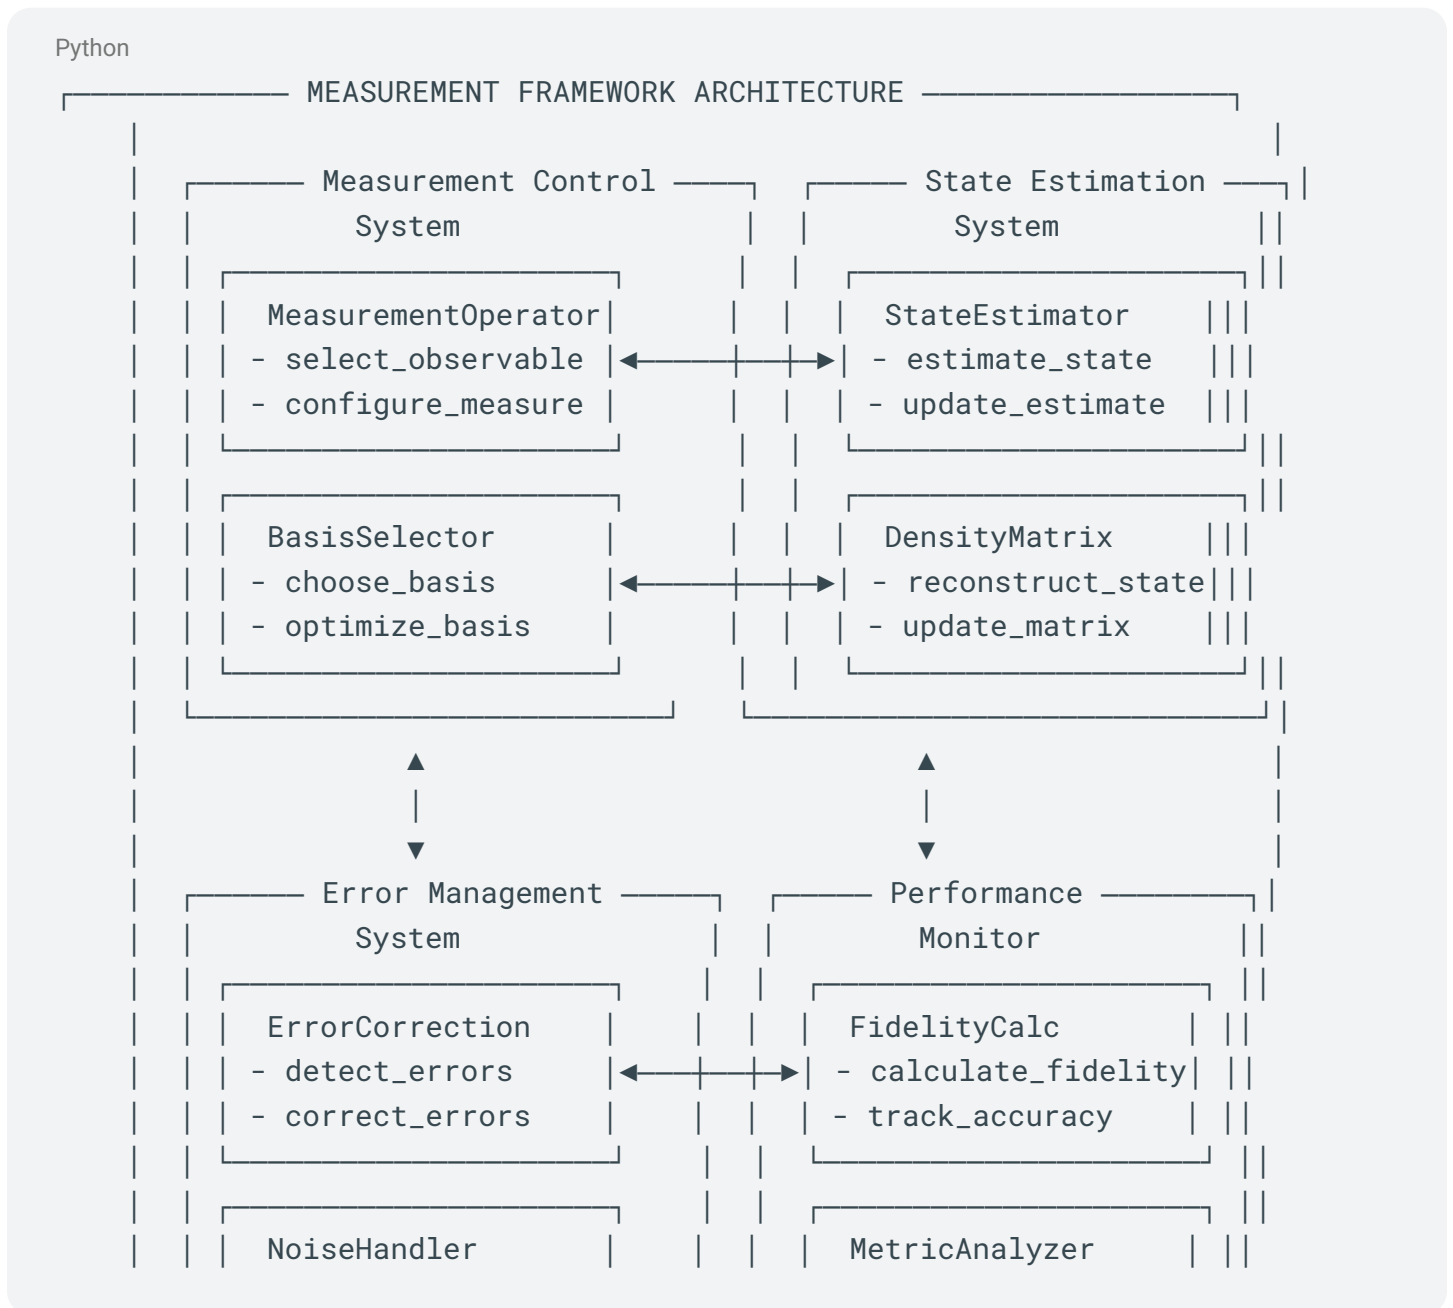 Python
MEASUREMENT FRAMEWORK ARCHITECTURE
Measurement Control State Estimation
System System
MeasurementOperator StateEstimator
- select_observable - estimate_state
- configure_measure - update_estimate
BasisSelector DensityMatrix
- choose_basis - reconstruct_state
- optimize_basis - update_matrix
Error Management Performance
System Monitor
ErrorCorrection FidelityCalc
- detect_errors - calculate_fidelity
- correct_errors - track_accuracy
NoiseHandler MetricAnalyzer